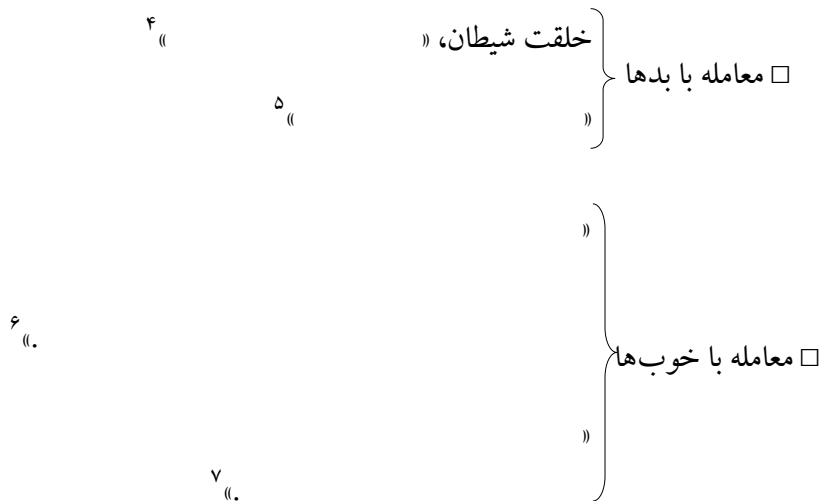 □ معامله با بدها
خلقت شیطان، « »۴
« »۵
□ معامله با خوب‌ها
« .»۶
« .»۷